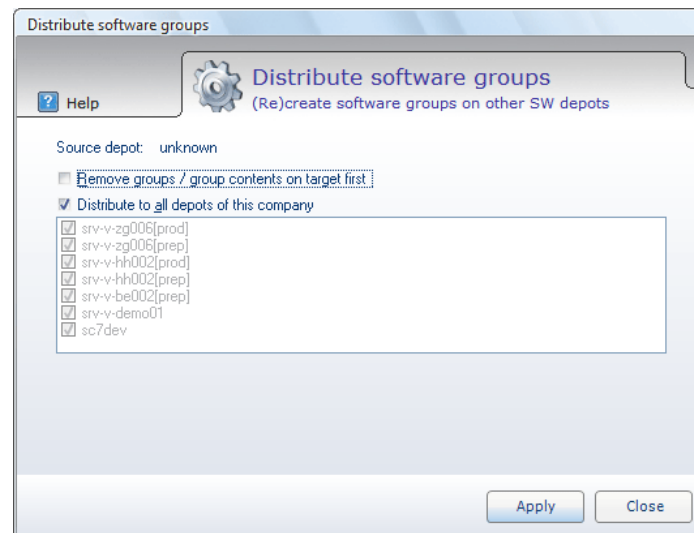 Distribute software groups
Distribute software groups
? Help
(Re)create software groups on other SW depots
Source depot: unknown
Remove groups / group contents on target first
Distribute to all depots of this company
srv-v-zg006[prod]
srv-v-zg006[prep]
srv-v-hh002[prod]
srv-v-hh002[prep]
srv-v-be002[prep]
srv-v-demo01
sc7dev
Apply
Close